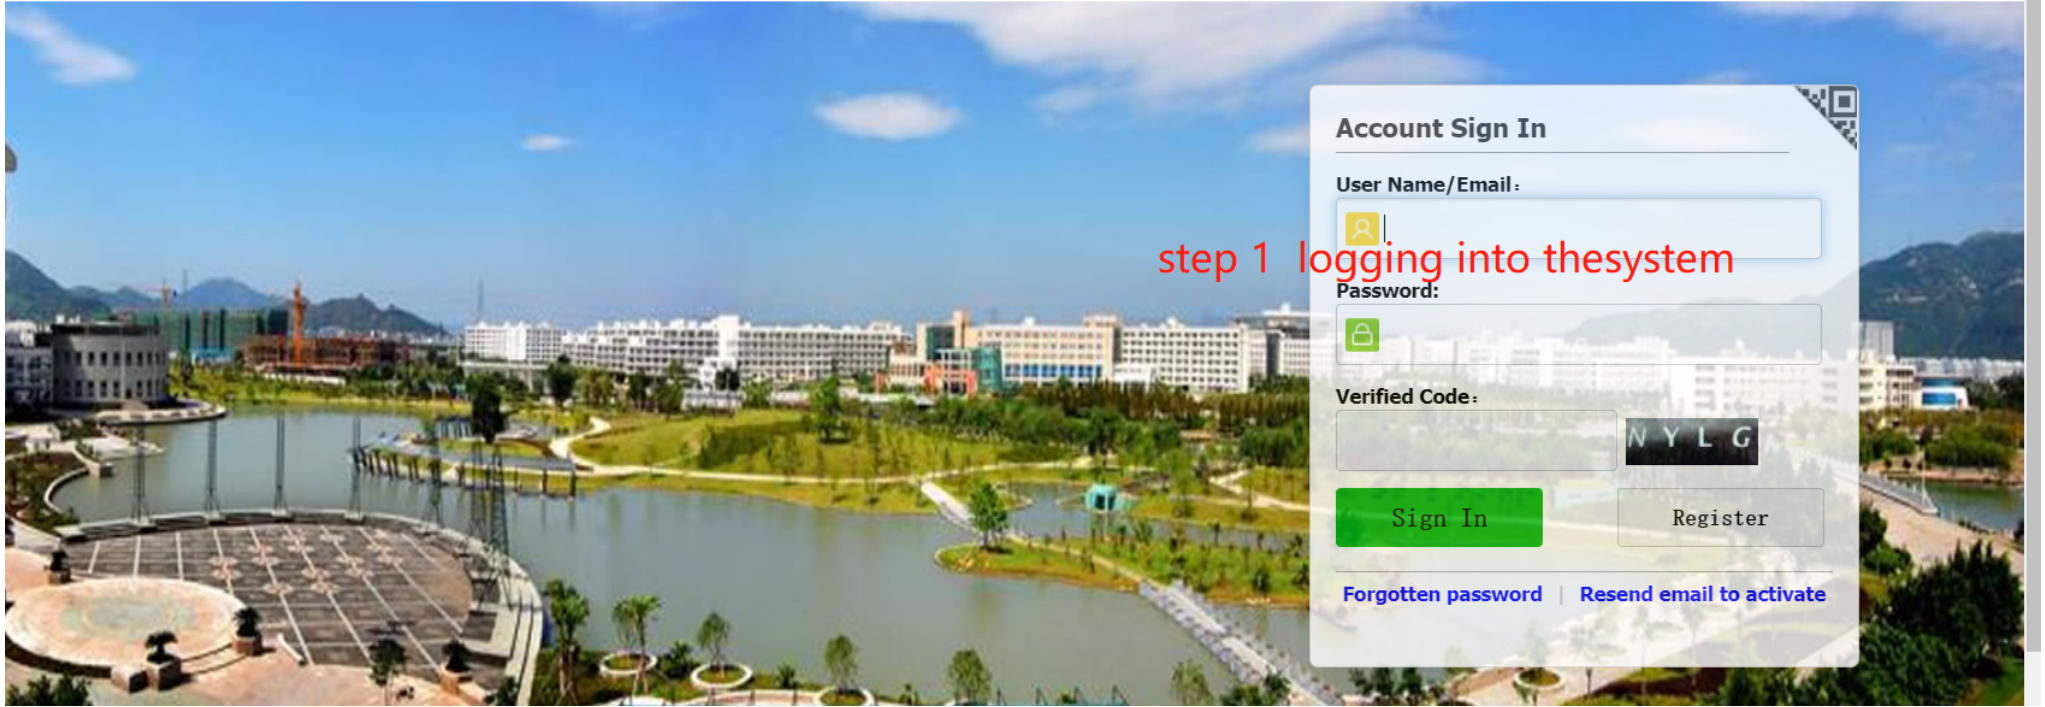 Account Sign In
User Name/Email：
step 1  logging into thesystem
Password:
Verified Code：
N Y L G
Sign In
Register
Forgotten password | Resend email to activate